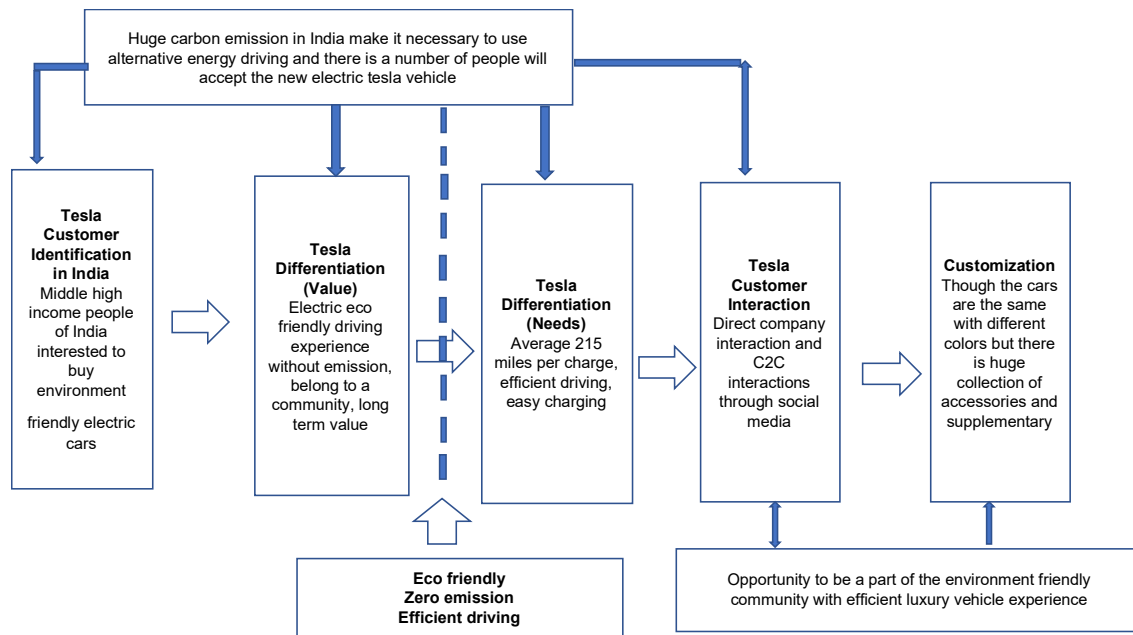 Huge carbon emission in India make it necessary to use
alternative energy driving and there is a number of people will
accept the new electric tesla vehicle
Tesla
Customer
Identification
in India
Middle high
income people
of India
interested to
buy
environment
friendly electric
cars
Tesla
Differentiation
(Value)
Electric eco
friendly driving
experience
without emission,
belong to a
community, long
term value
Tesla
Differentiation
(Needs)
Average 215
miles per charge,
efficient driving,
easy charging
Tesla
Customer
Interaction
Direct company
interaction and
C2C
interactions
through social
media
Customization
Though the cars
are the same
with different
colors but there
is huge
collection of
accessories and
supplementary
Eco friendly
Zero emission
Efficient driving
Opportunity to be a part of the environment friendly
community with efficient luxury vehicle experience